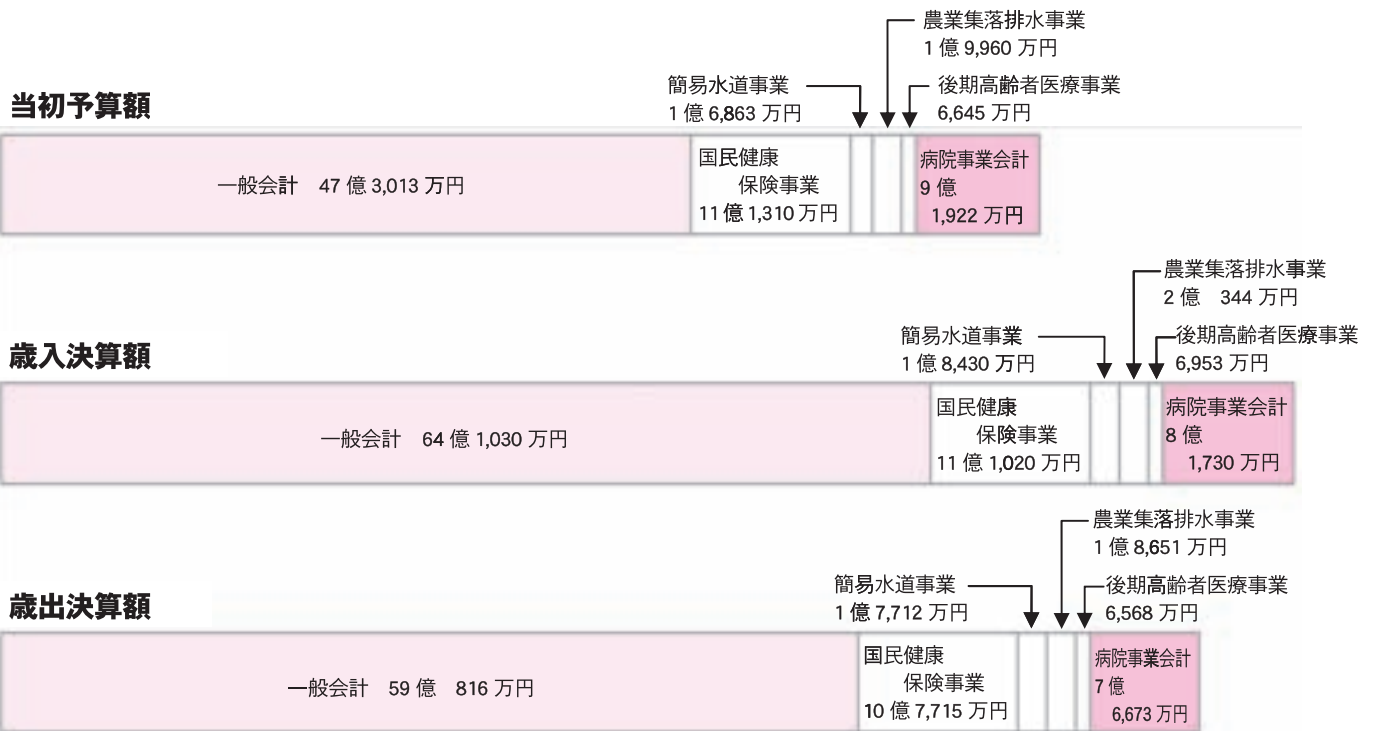 当初予算額
農業集落排水事業
1 億 9,960 万円
簡易水道事業
1 億 6,863 万円
後期高齢者医療事業
6,645 万円
一般会計 47 億 3,013 万円
国民健康
保険事業
11 億 1,310 万円
病院事業会計
9 億
1,922 万円
歳入決算額
農業集落排水事業
2 億 344 万円
簡易水道事業
1 億 8,430 万円
後期高齢者医療事業
6,953 万円
一般会計 64 億 1,030 万円
国民健康
保険事業
11 億 1,020 万円
病院事業会計
8 億
1,730 万円
歳出決算額
農業集落排水事業
1 億 8,651 万円
簡易水道事業
1 億 7,712 万円
後期高齢者医療事業
6,568 万円
一般会計 59 億 816 万円
国民健康
保険事業
10 億 7,715 万円
病院事業会計
7 億
6,673 万円